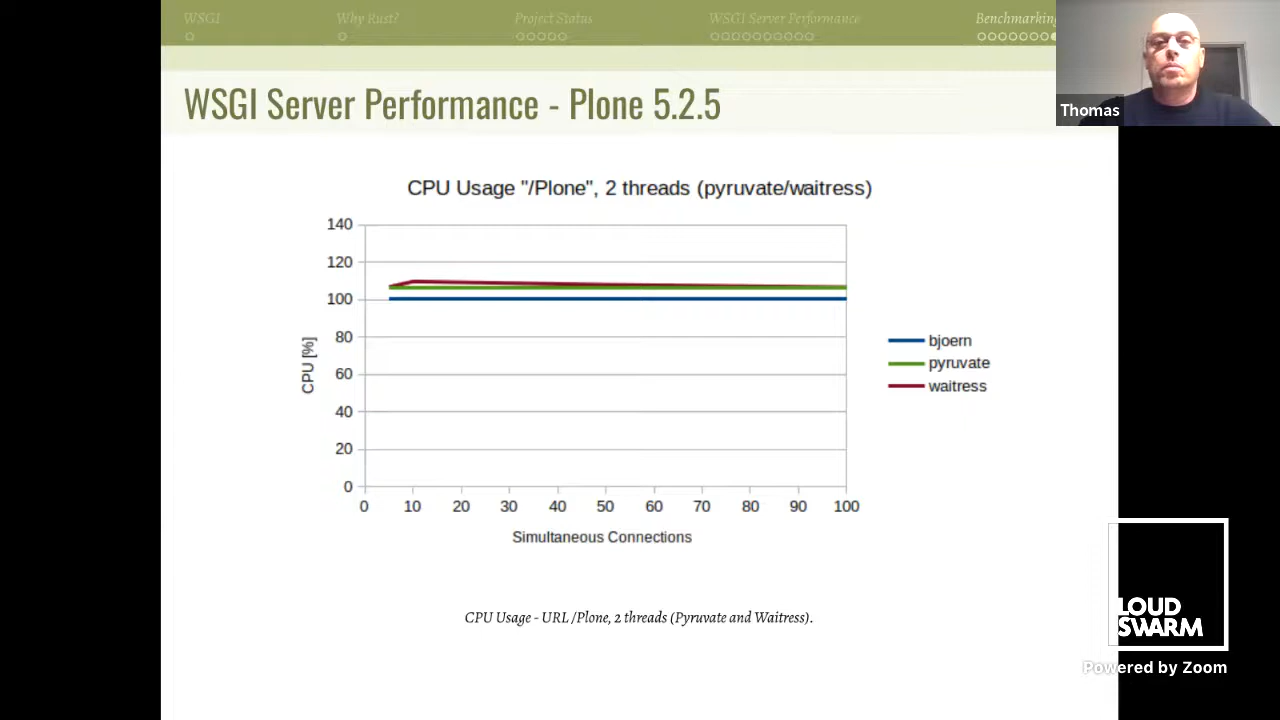 WSGI Why Rust? Project Status WSGI Server Performance Benchmarking
Thomas
WSGI Server Performance - Plone 5.2.5
CPU Usage "/Plone", 2 threads (pyruvate/waitress)
140
120
100
80
60
40
20
0
CPU [%]
0 10 20 30 40 50 60 70 80 90 100
Simultaneous Connections
bjoern
pyruvate
waitress
CPU Usage - URL /Plone, 2 threads (Pyruvate and Waitress).
LOUD
SWARM
Powered by Zoom